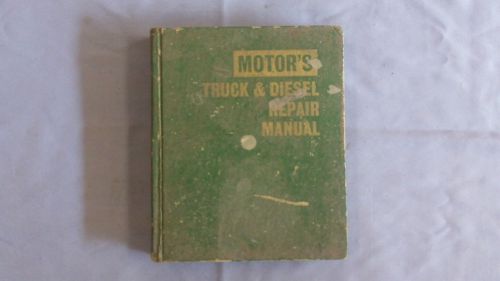 MOTOR'S
TRUCK & DIESEL
REPAIR
MANUAL